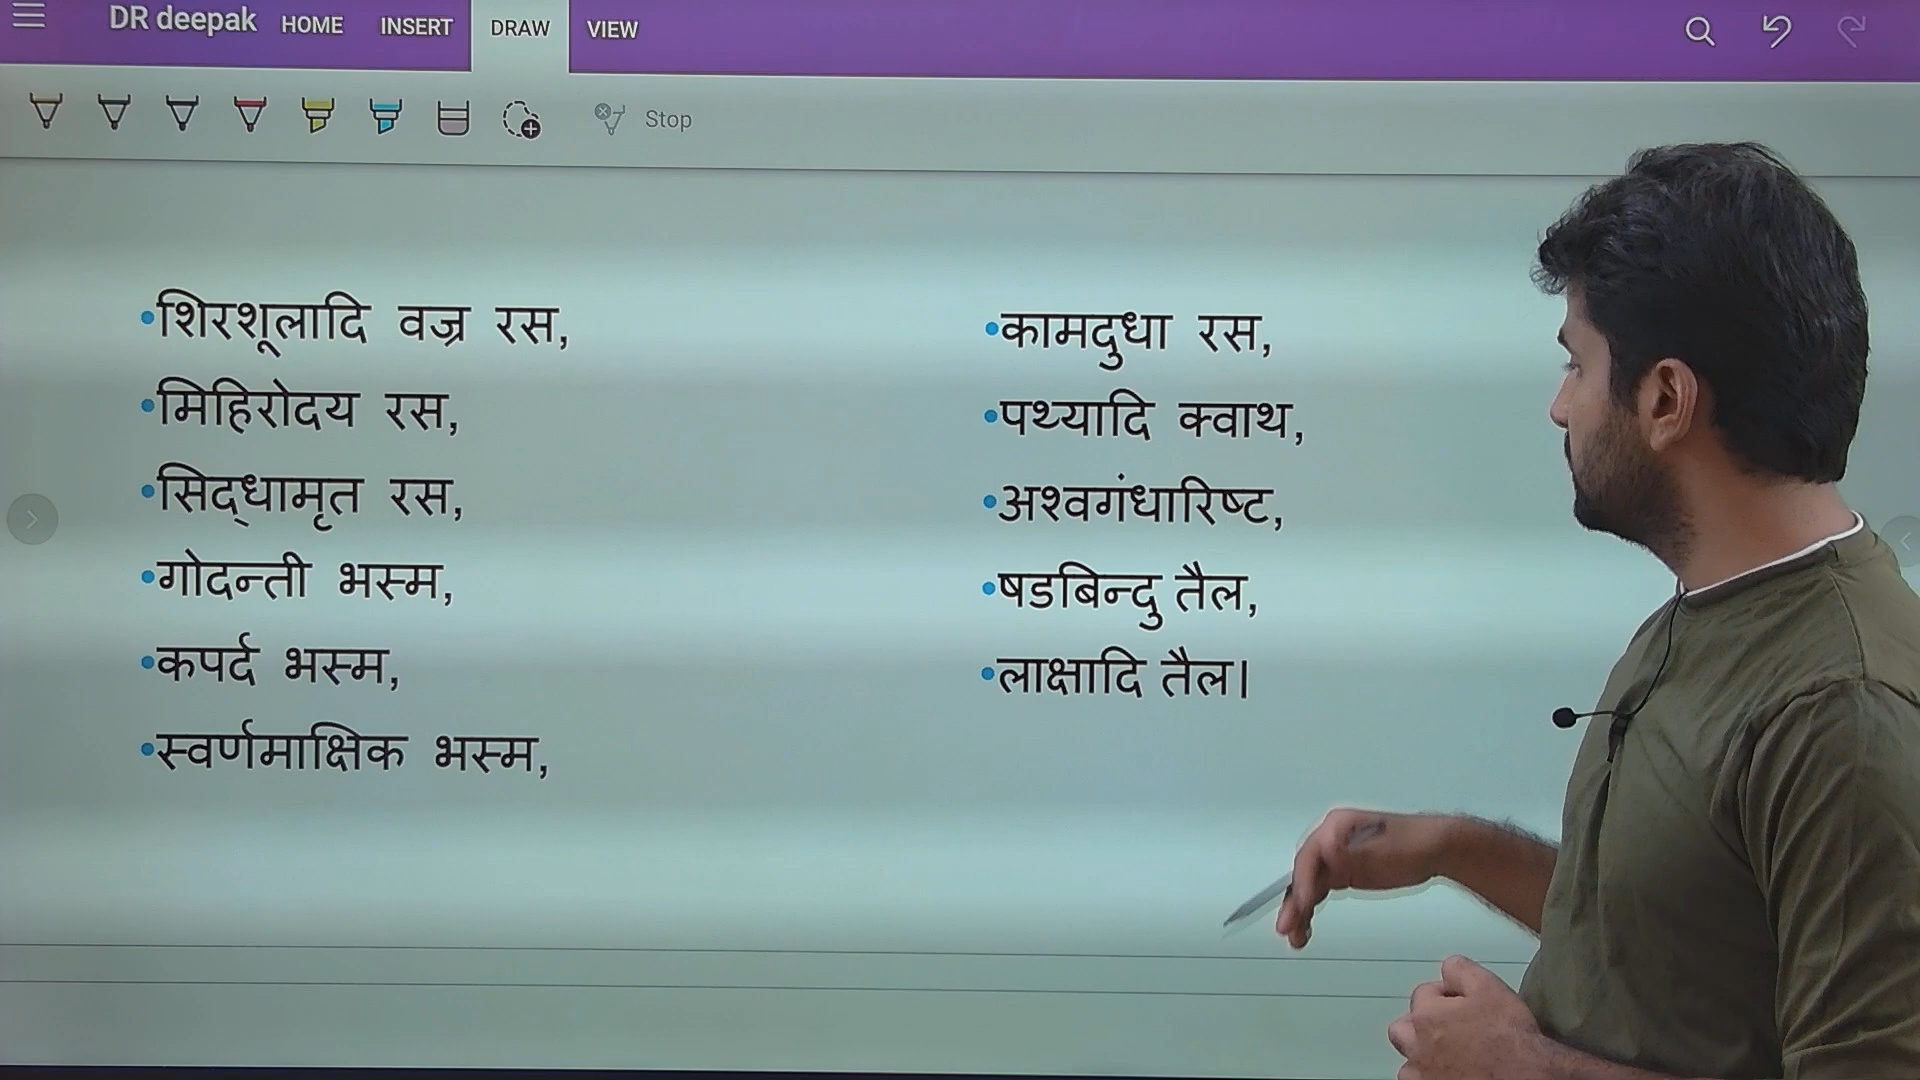 DR deepak HOME INSERT DRAW VIEW
Stop
•शिरशूलादि वज्र रस,
•मिहिरोदय रस,
•सिद्धामृत रस,
•गोदन्ती भस्म,
•कपर्द भस्म,
•स्वर्णमाक्षिक भस्म,
•कामदुधा रस,
•पथ्यादि क्वाथ,
•अश्वगंधारिष्ट,
•षडबिन्दु तैल,
•लाक्षादि तैल।